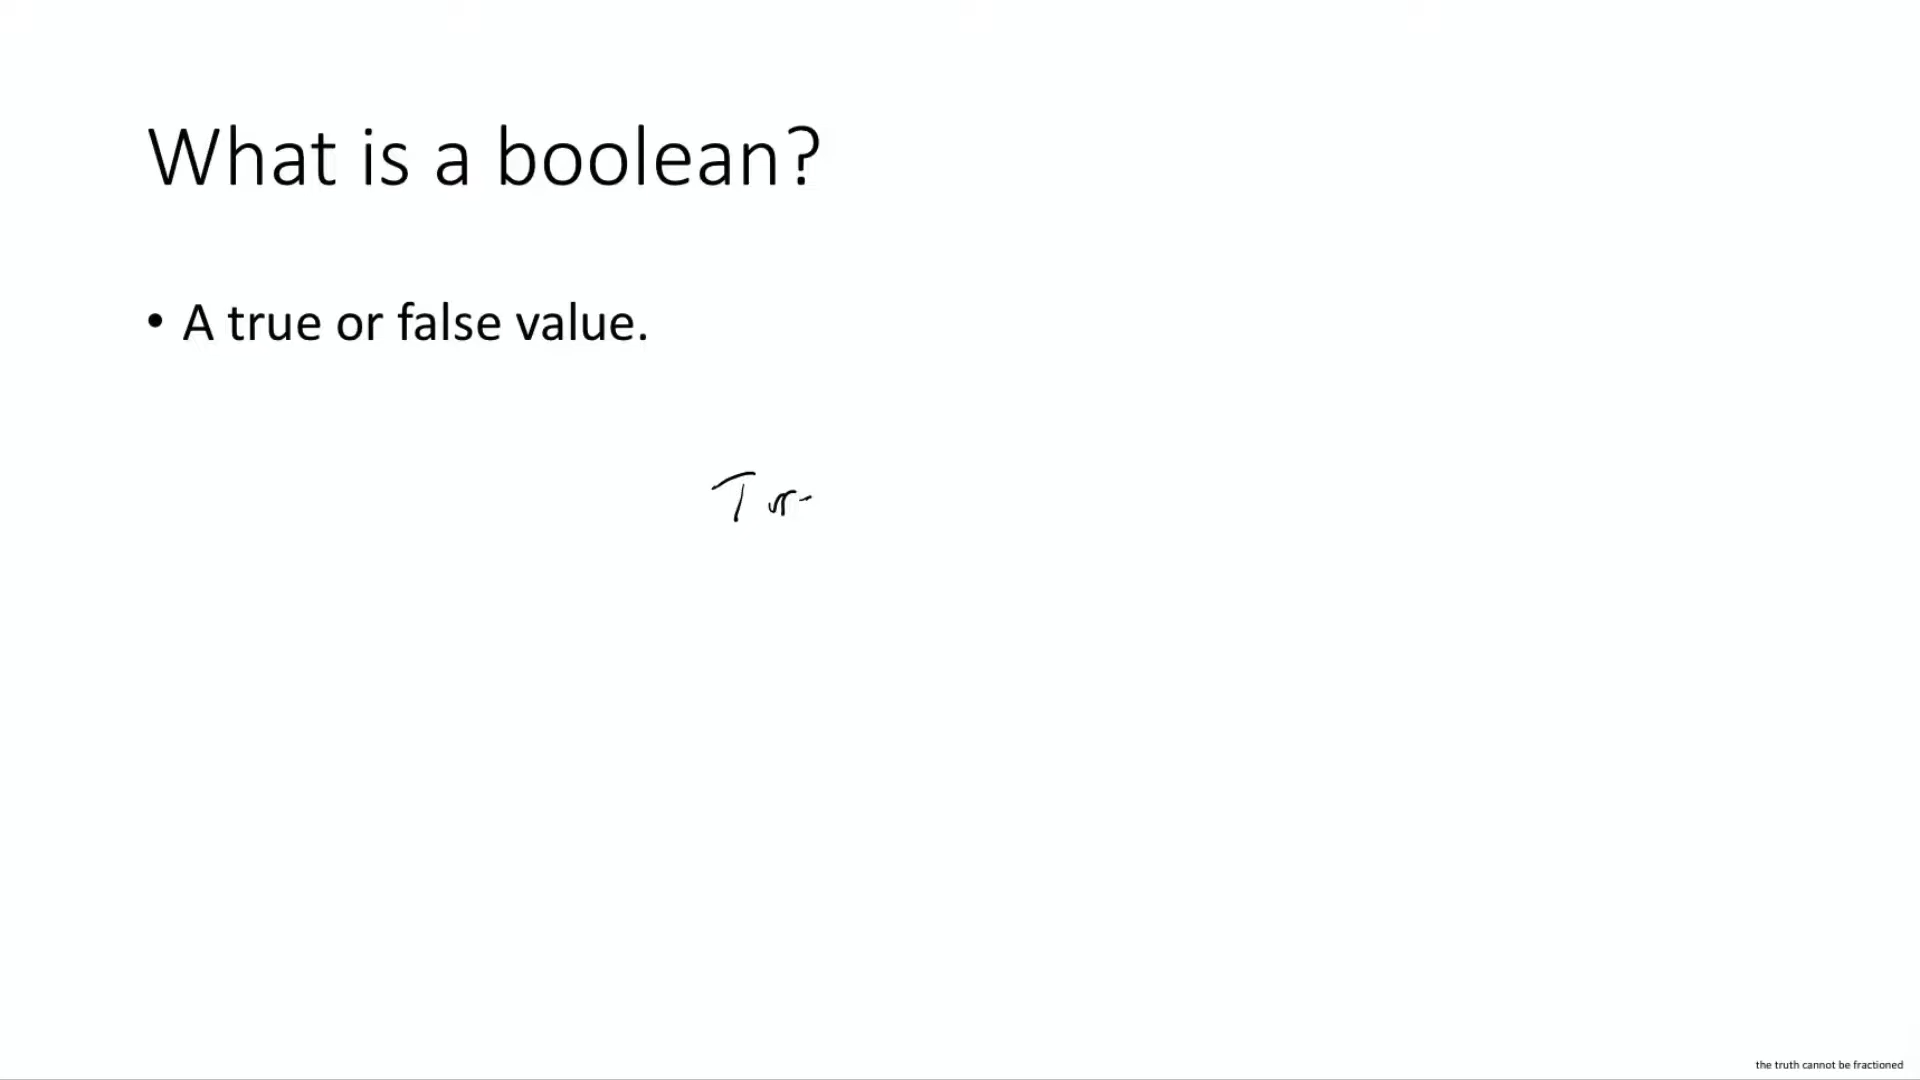 What is a boolean?
• A true or false value.
the truth cannot be fractioned